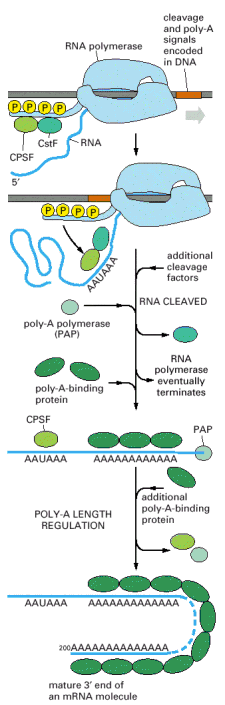 cleavage
and poly-A
signals
encoded
in DNA
RNA polymerase
P P P P
CstF
RNA
CPSF
5′
P P P P
AAUAAA
additional
cleavage
factors
RNA CLEAVED
poly-A polymerase
(PAP)
RNA
polymerase
eventually
terminates
poly-A-binding
protein
CPSF
PAP
AAUAAA AAAAAAAAAAAA
additional
poly-A-binding
protein
POLY-A LENGTH
REGULATION
AAUAAA AAAAAAAAAAAAA
200AAAAAAAAAAAAAA
mature 3′ end of
an mRNA molecule